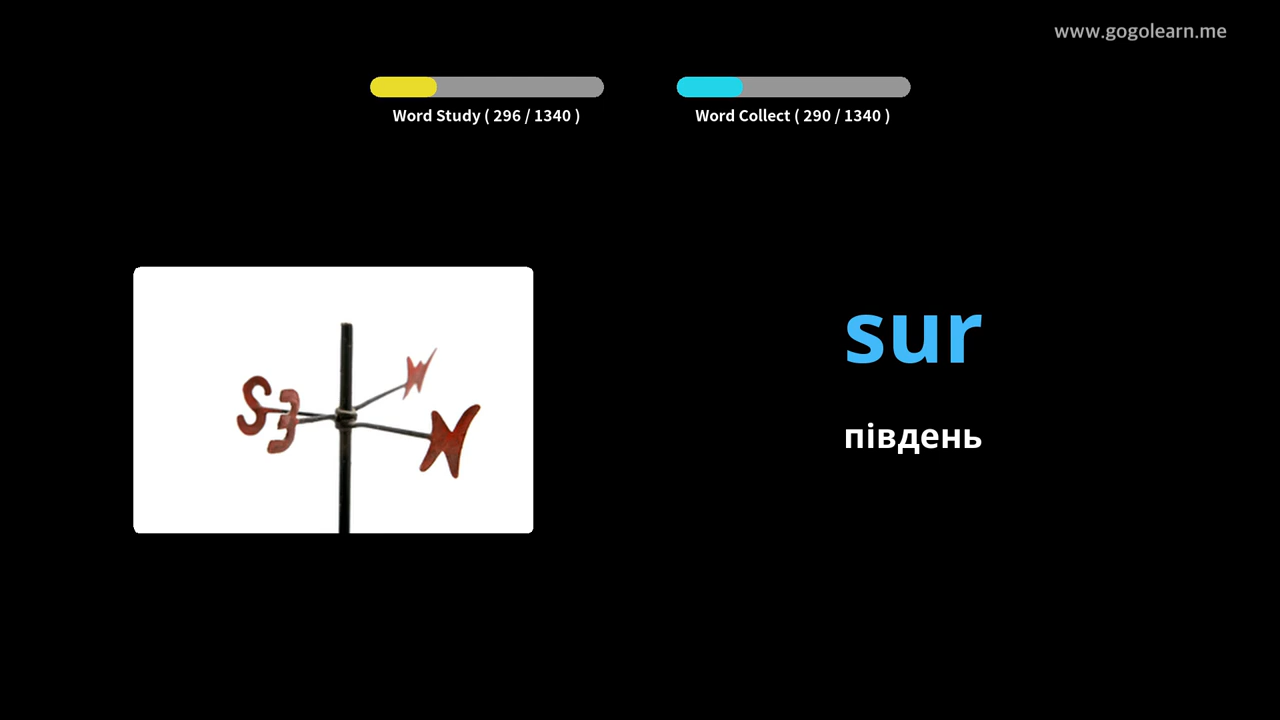 www.gogolearn.me
Word Study ( 296 / 1340 )
Word Collect ( 290 / 1340 )
sur
південь
S
E
N